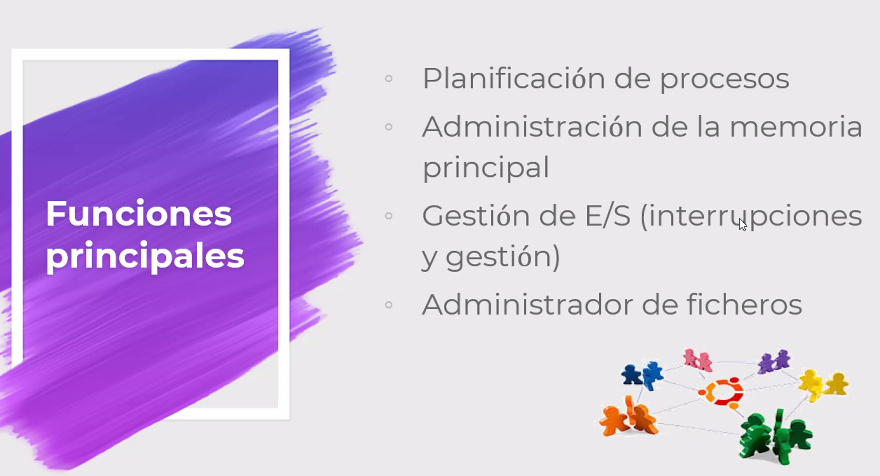 Funciones
principales
Planificación de procesos
Administración de la memoria
principal
Gestión de E/S (interrupciones
y gestión)
Administrador de ficheros